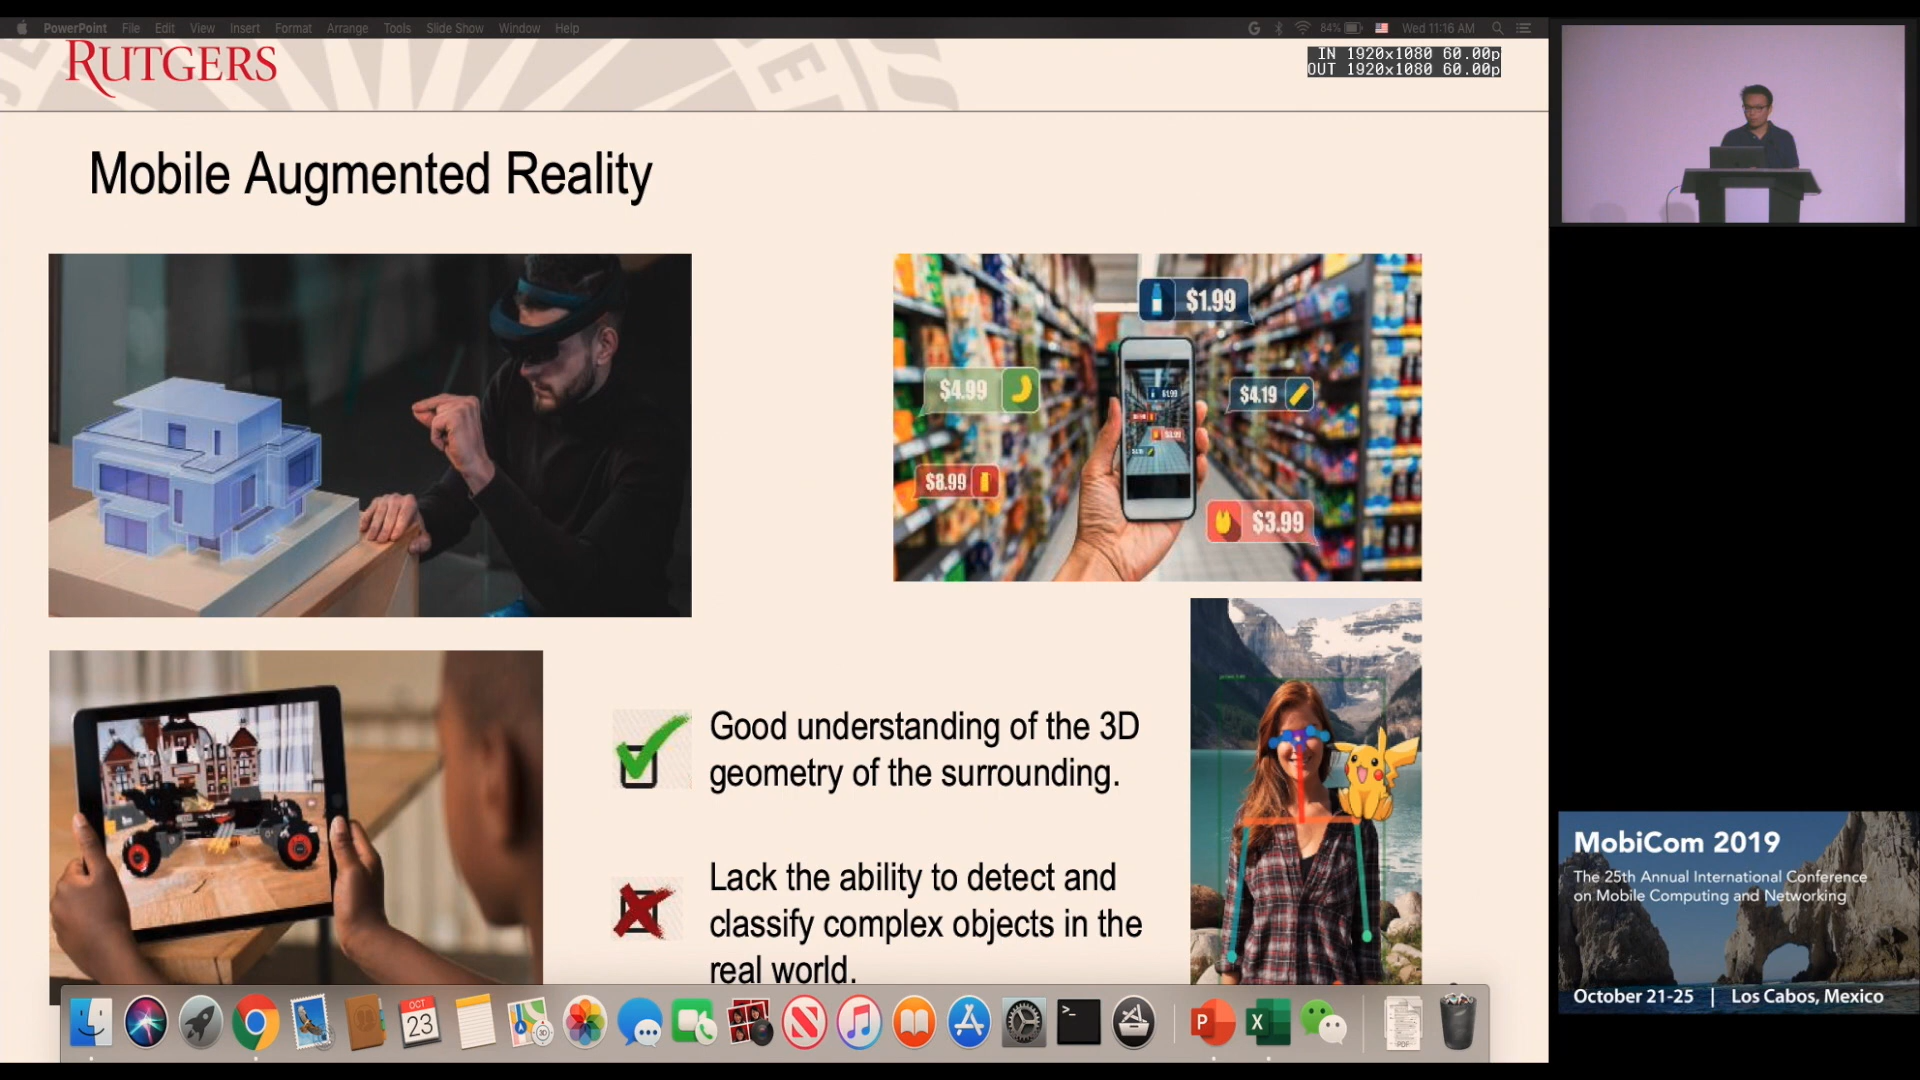 PowerPoint File Edit View Insert Format Arrange Tools Slide Show Window Help
84% Wed 11:16 AM
RUTGERS
IN 1920x1080 60.00p
OUT 1920x1080 60.00p
Mobile Augmented Reality
$1.99
$4.99
$4.19
$8.99
$3.99
Good understanding of the 3D
geometry of the surrounding.
Lack the ability to detect and
classify complex objects in the
real world.
MobiCom 2019
The 25th Annual International Conference
on Mobile Computing and Networking
October 21-25 | Los Cabos, Mexico
OCT
23